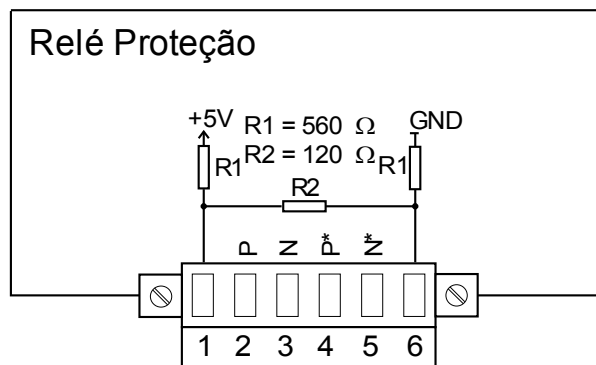 Relé Proteção
+5V R1 = 560 Ω GND
R1 R2 = 120 Ω R1
R2
P N P* N*
1 2 3 4 5 6